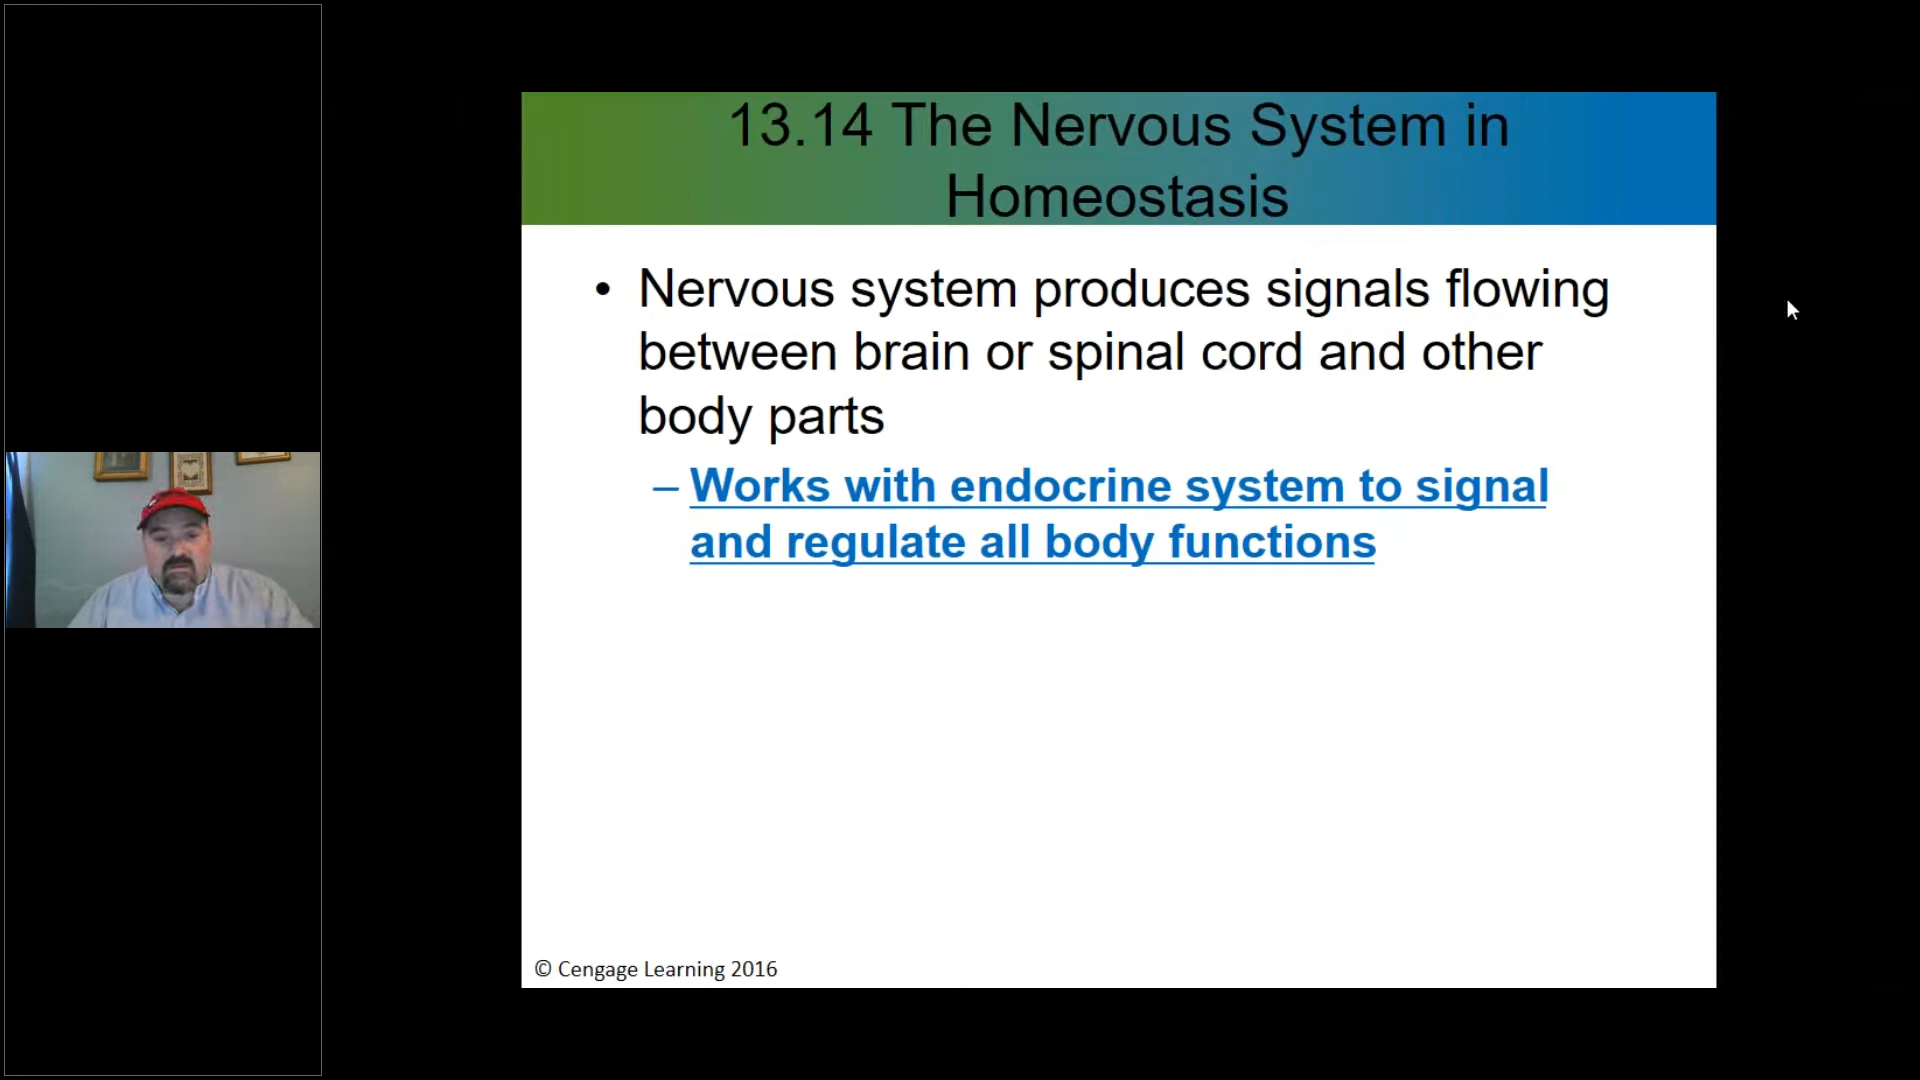 13.14 The Nervous System in
Homeostasis
• Nervous system produces signals flowing
between brain or spinal cord and other
body parts
– Works with endocrine system to signal
and regulate all body functions
© Cengage Learning 2016